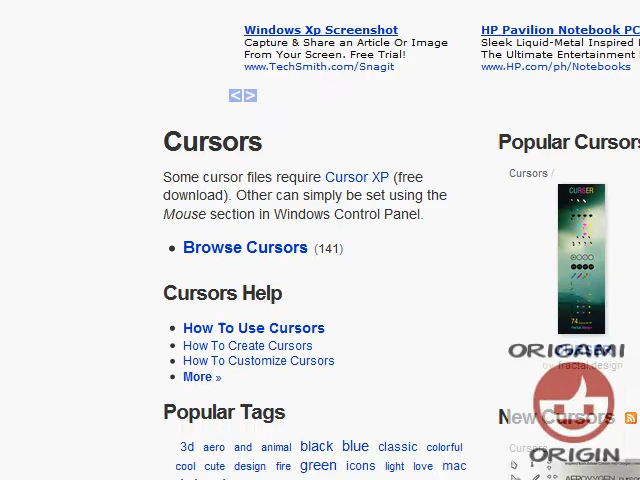 Windows Xp Screenshot
Capture & Share an Article Or Image
From Your Screen. Free Trial!
www.TechSmith.com/Snagit
HP Pavilion Notebook PC
Sleek Liquid-Metal Inspired
The Ultimate Entertainment
www.HP.com/ph/Notebooks
Cursors
Some cursor files require Cursor XP (free
download). Other can simply be set using the
Mouse section in Windows Control Panel.
Browse Cursors (141)
Cursors Help
How To Use Cursors
How To Create Cursors
How To Customize Cursors
More »
Popular Tags
3d aero and animal black blue classic colorful
cool cute design fire green icons light love mac
Popular Cursors
Cursors /
CURSER
74
by fractal.design
New Cursors
Cursors
ORIGAMI
ORIGIN